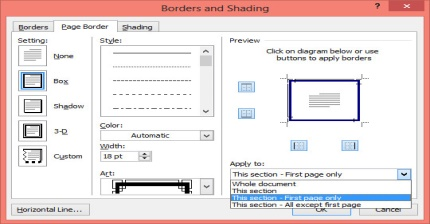 Borders and Shading
? ×
Borders Page Border Shading
Setting:
None
Box
Shadow
3-D
Custom
Style:
Color:
Automatic
Width:
18 pt
Art:
Preview
Click on diagram below or use
buttons to apply borders
Apply to:
This section - First page only
Whole document
This section
This section - First page only
This section - All except first page
Horizontal Line...
OK Cancel